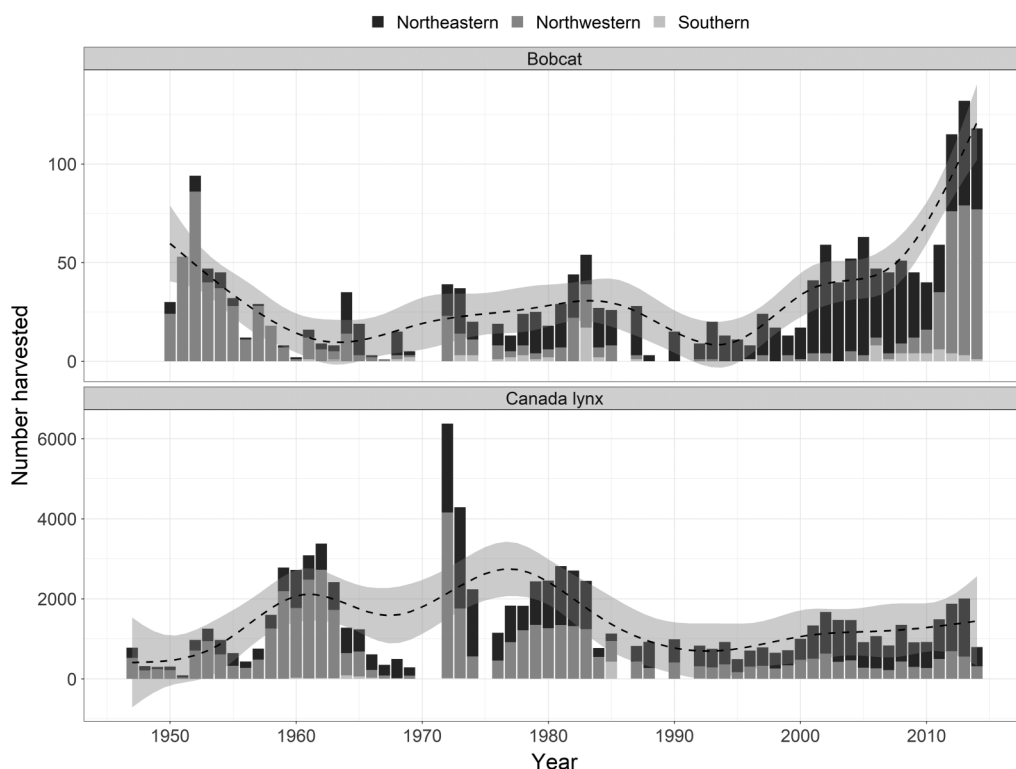 Northeastern Northwestern Southern
Bobcat
100
50
0
Canada lynx
6000
4000
2000
0
Number harvested
1950 1960 1970 1980 1990 2000 2010
Year